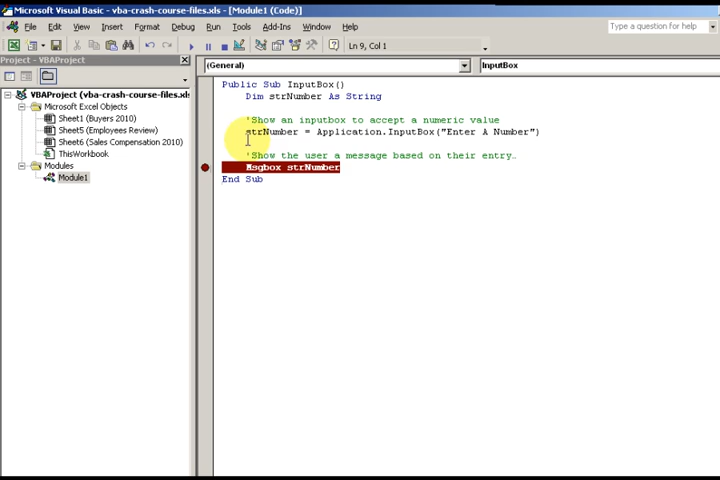 Microsoft Visual Basic - vba-crash-course-files.xls - [Module1 (Code)]
File Edit View Insert Format Debug Run Tools Add-Ins Window Help
Type a question for help
Ln 9, Col 1
Project - VBAProject
(General)
InputBox
VBAProject (vba-crash-course-files.xls
Microsoft Excel Objects
Sheet1 (Buyers 2010)
Sheet5 (Employees Review)
Sheet6 (Sales Compensation 2010)
ThisWorkbook
Modules
Module1
Public Sub InputBox()
Dim strNumber As String
'Show an inputbox to accept a numeric value
strNumber = Application.InputBox("Enter A Number")
'Show the user a message based on their entry…
Msgbox strNumber
End Sub